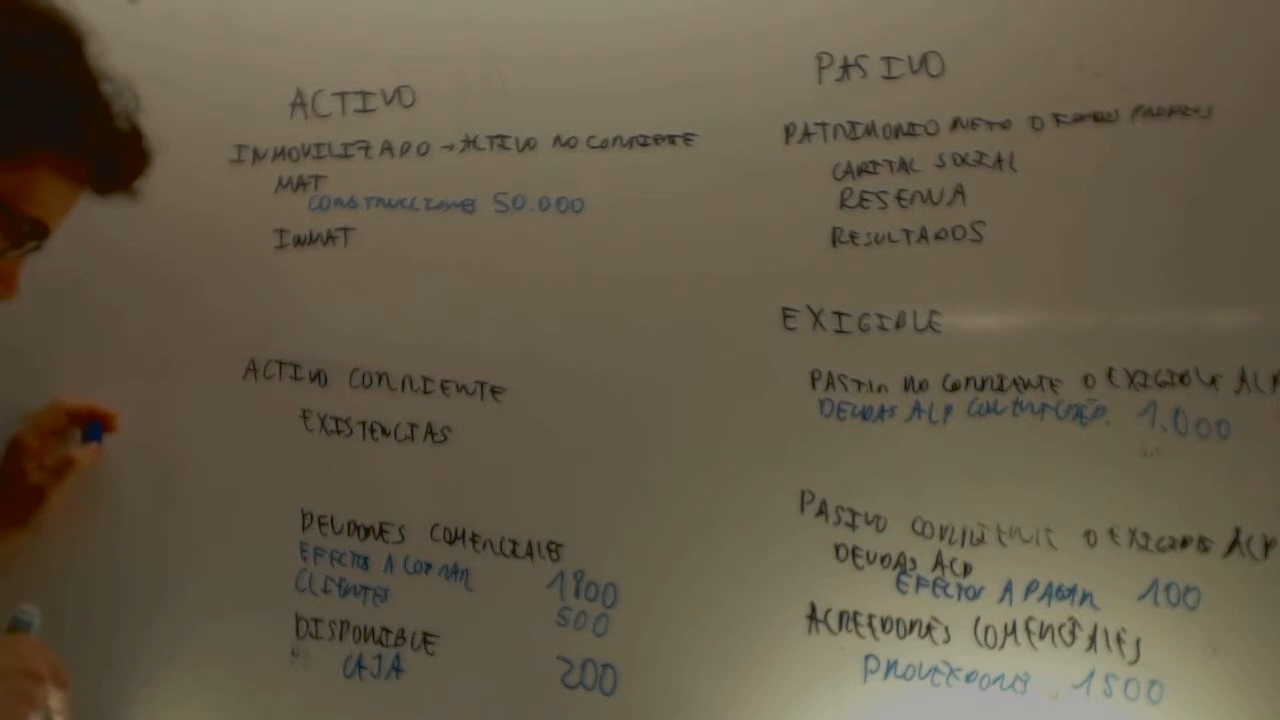 ACTIVO
INMOVILIZADO → ACTIVO NO CORRIENTE
MAT
CONSTRUCCIONES 50.000
INMAT
ACTIVO CORRIENTE
EXISTENCIAS
DEUDORES COMERCIALES
EFECTOS A COBRAR 1800
CLIENTES 500
DISPONIBLE
CAJA 200
PASIVO
PATRIMONIO NETO O FONDOS PROPIOS
CAPITAL SOCIAL
RESERVA
RESULTADOS
EXIGIBLE
PASIVO NO CORRIENTE O EXIGIBLE ALP
DEUDAS ALP CON 1.000
PASIVO CORRIENTE O EXIGIBLE ACP
DEUDAS ACP
EFECTOS A PAGAR 100
ACREEDORES COMERCIALES
PROVEEDORES 1500